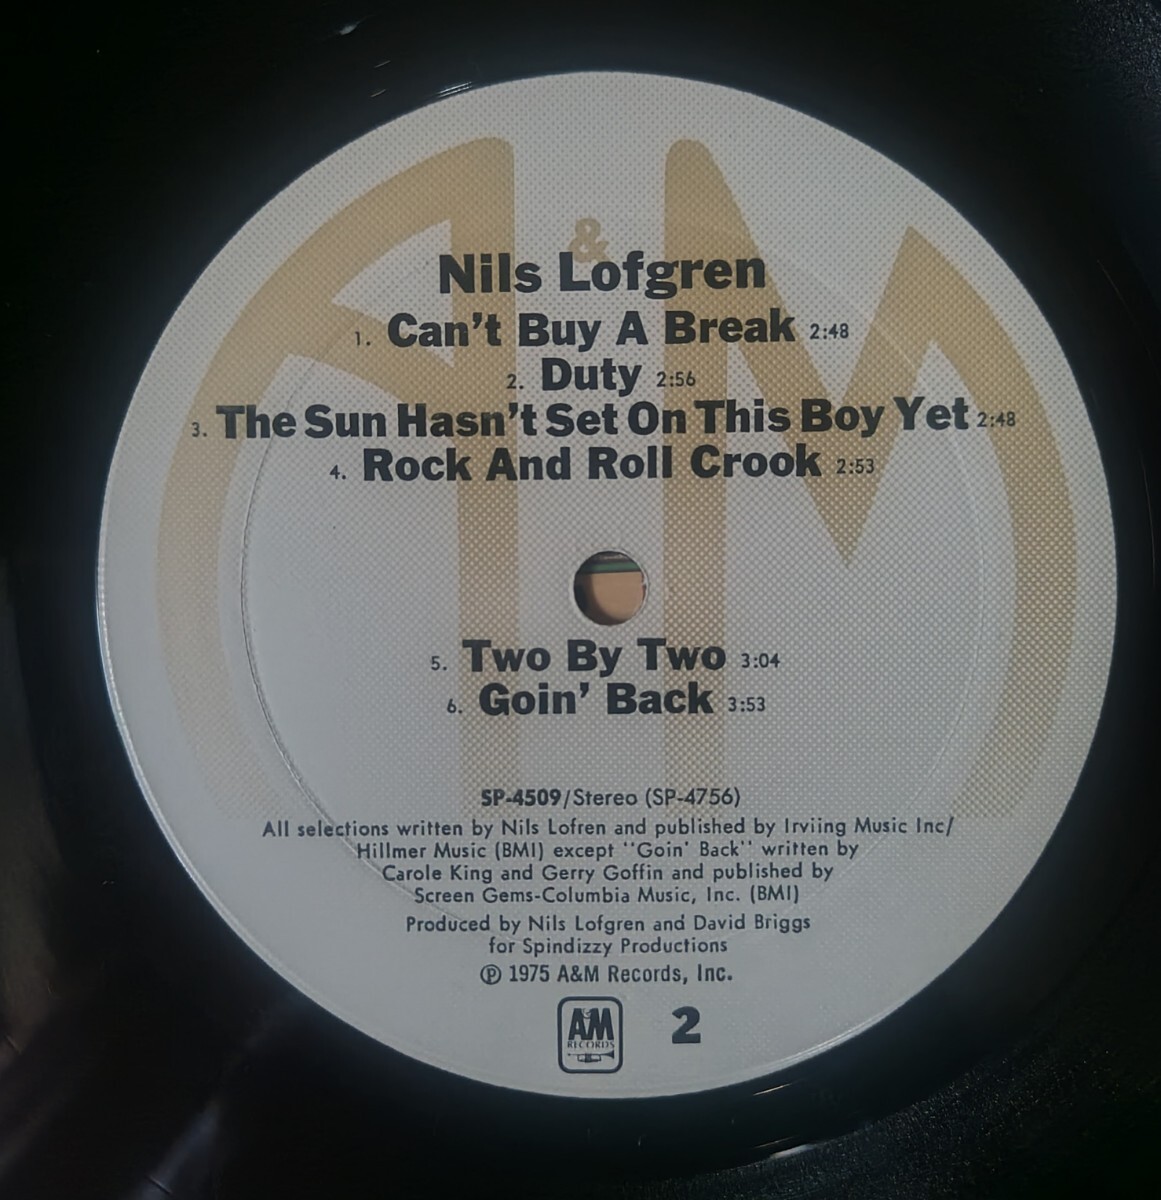 A & M
Nils Lofgren
1. Can't Buy A Break 2:48
2. Duty 2:56
3. The Sun Hasn't Set On This Boy Yet 2:48
4. Rock And Roll Crook 2:53
5. Two By Two 3:04
6. Goin' Back 3:53
SP-4509/Stereo (SP-4756)
All selections written by Nils Lofren and published by Irviing Music Inc/
Hillmer Music (BMI) except "Goin' Back" written by
Carole King and Gerry Goffin and published by
Screen Gems-Columbia Music, Inc. (BMI)
Produced by Nils Lofgren and David Briggs
for Spindizzy Productions
℗ 1975 A&M Records, Inc.
A&M RECORDS
2